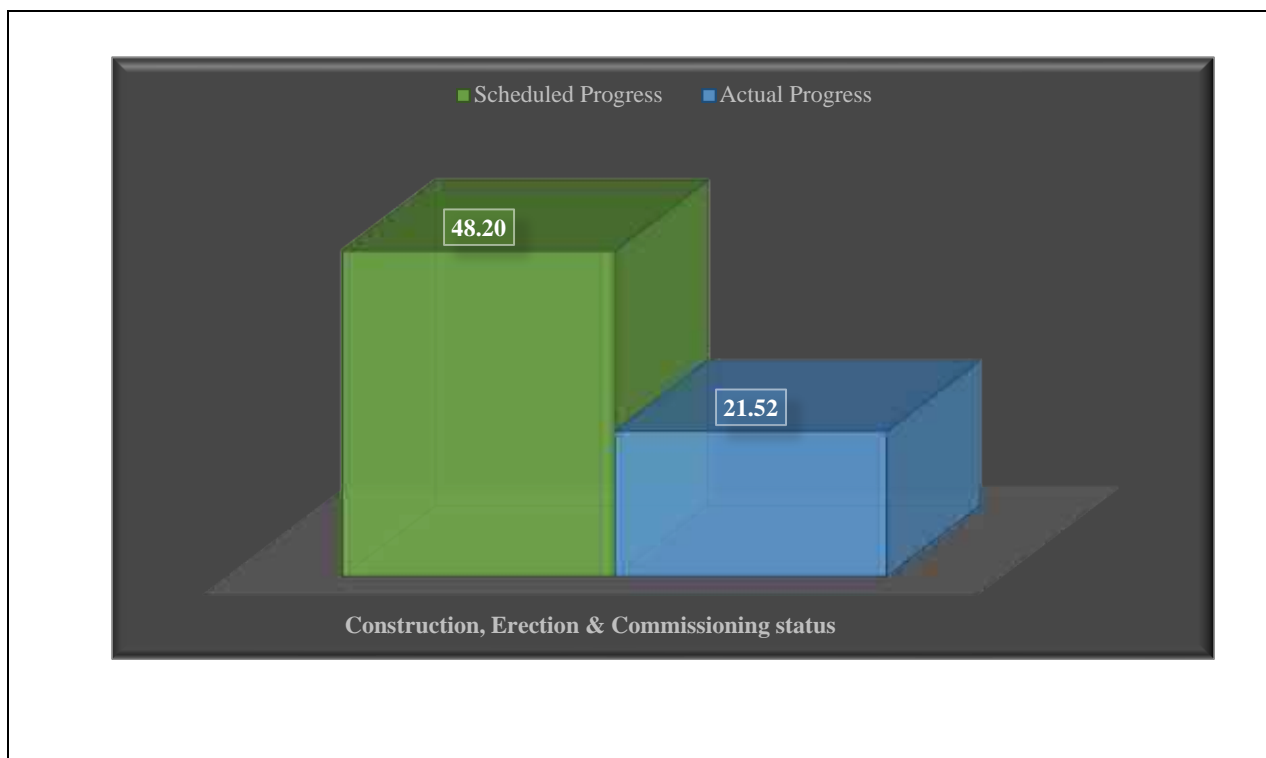 Scheduled Progress Actual Progress
48.20
21.52
Construction, Erection & Commissioning status